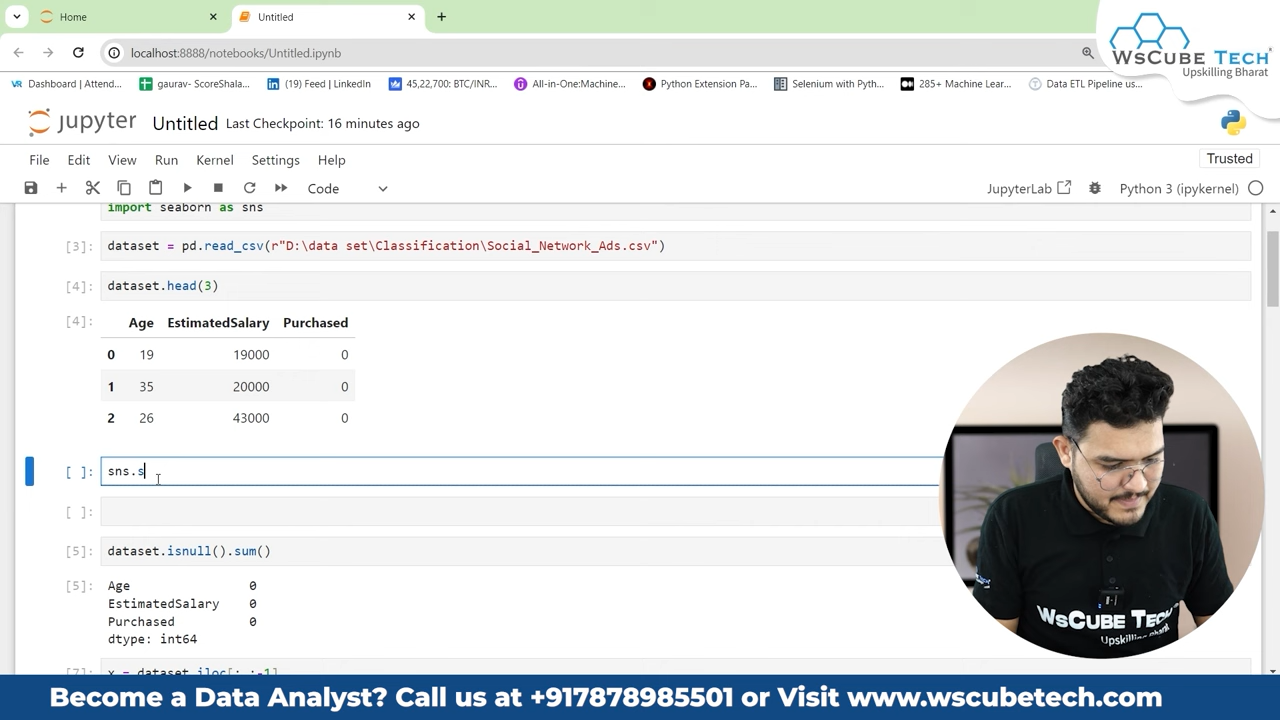 Home
Untitled
localhost:8888/notebooks/Untitled.ipynb
WsCube Tech
Upskilling Bharat
Dashboard | Attend...
gaurav- ScoreShala...
(19) Feed | LinkedIn
45,22,700: BTC/INR...
All-in-One:Machine...
Python Extension Pa...
Selenium with Pyth...
285+ Machine Lear...
Data ETL Pipeline us...
jupyter Untitled Last Checkpoint: 16 minutes ago
File Edit View Run Kernel Settings Help
Trusted
Code
JupyterLab
Python 3 (ipykernel)
import seaborn as sns
[3]: dataset = pd.read_csv(r"D:\data set\Classification\Social_Network_Ads.csv")
[4]: dataset.head(3)
[4]: Age EstimatedSalary Purchased
0 19 19000 0
1 35 20000 0
2 26 43000 0
[ ]: sns.s
[ ]:
[5]: dataset.isnull().sum()
[5]: Age 0
EstimatedSalary 0
Purchased 0
dtype: int64
[7]: x = dataset.iloc[:,:-1]
WsCube Tech
Upskilling Bharat
Become a Data Analyst? Call us at +917878985501 or Visit www.wscubetech.com